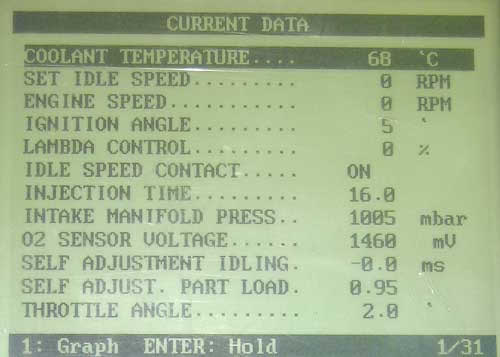 CURRENT DATA
COOLANT TEMPERATURE.... 68 `C
SET IDLE SPEED......... 0 RPM
ENGINE SPEED........... 0 RPM
IGNITION ANGLE......... 5 `
LAMBDA CONTROL......... 0 %
IDLE SPEED CONTACT..... ON
INJECTION TIME......... 16.0
INTAKE MANIFOLD PRESS.. 1005 mbar
O2 SENSOR VOLTAGE...... 1460 mV
SELF ADJUSTMENT IDLING. -0.0 ms
SELF ADJUST. PART LOAD. 0.95
THROTTLE ANGLE......... 2.0 `
1: Graph ENTER: Hold 1/31